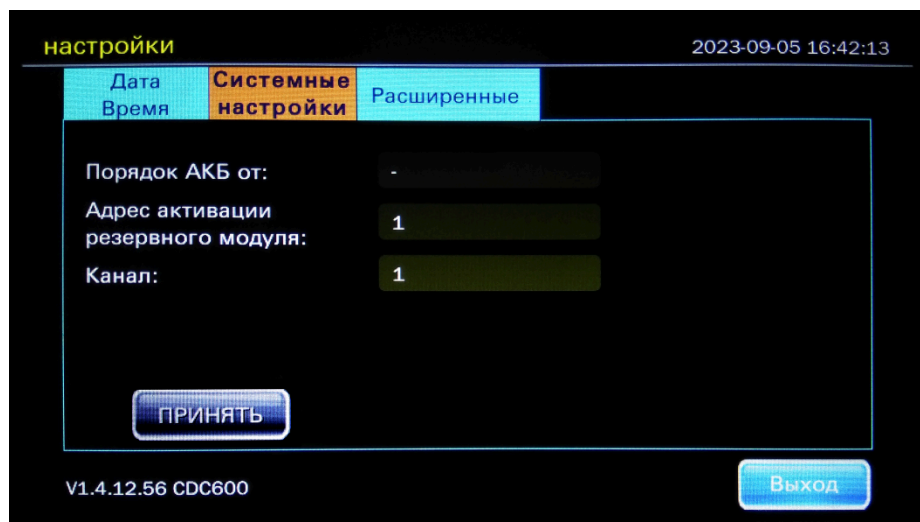 настройки
2023-09-05 16:42:13
Дата
Время
Системные
настройки
Расширенные
Порядок АКБ от:
-
Адрес активации
резервного модуля:
1
Канал:
1
ПРИНЯТЬ
V1.4.12.56 CDC600
Выход